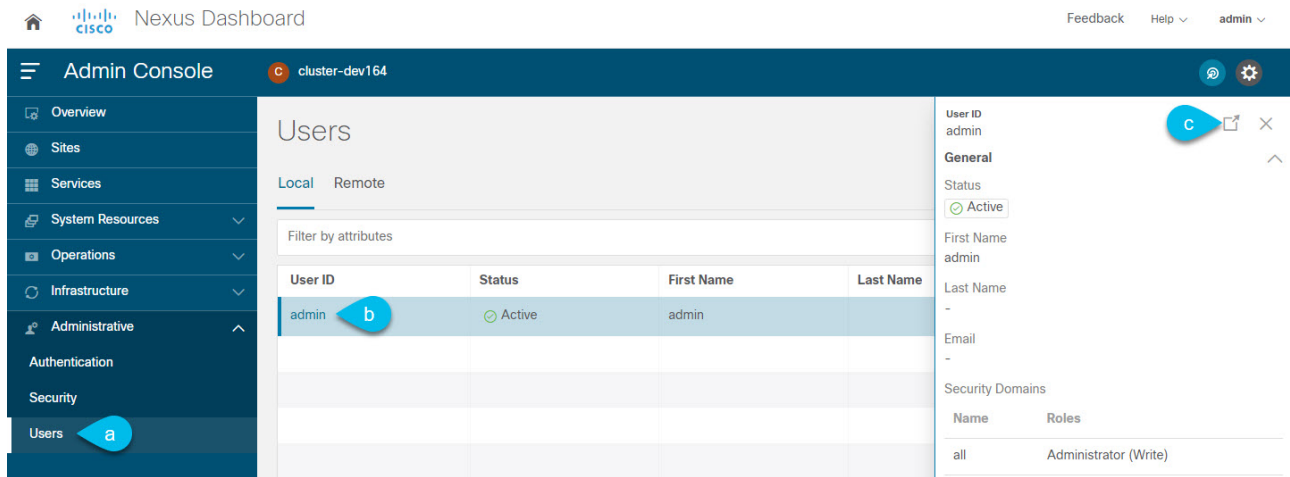 CISCO Nexus Dashboard Feedback Help admin
Admin Console C cluster-dev164
Overview
Sites
Services
System Resources
Operations
Infrastructure
Administrative
Authentication
Security
Users a
Users
Local Remote
Filter by attributes
User ID Status First Name Last Name
admin b Active admin
User ID
admin c
General
Status
Active
First Name
admin
Last Name
-
Email
-
Security Domains
Name Roles
all Administrator (Write)